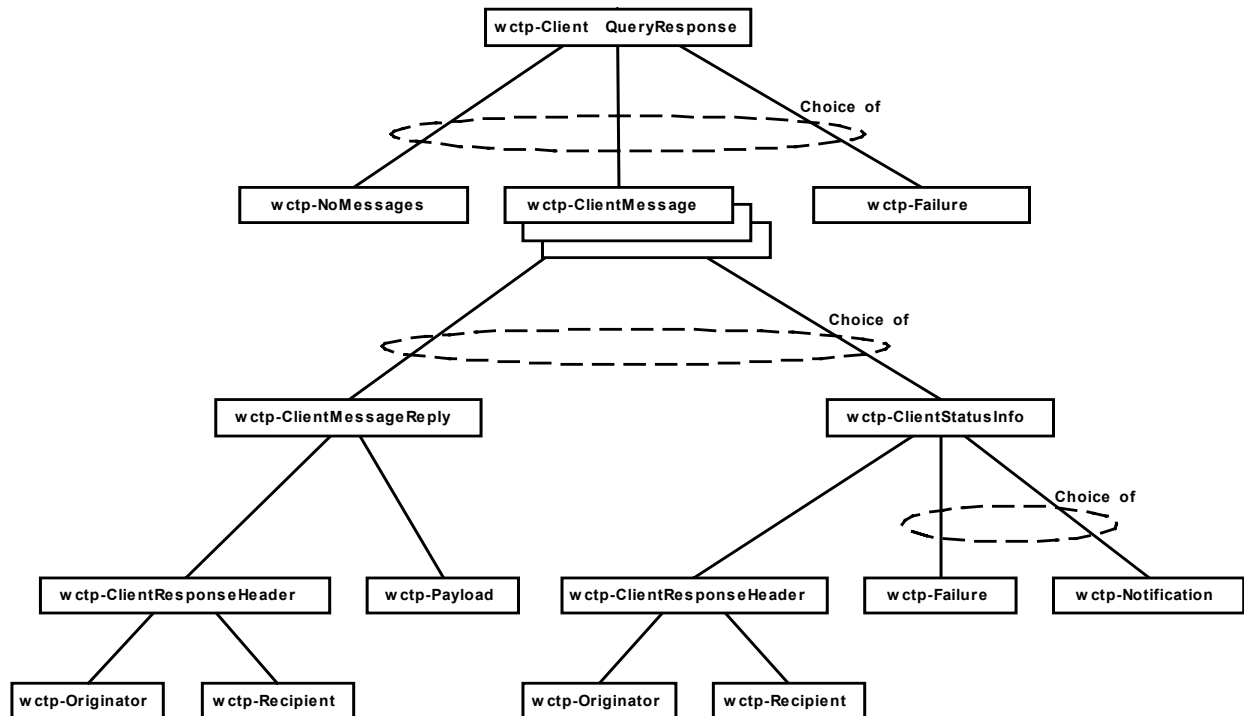 wctp-Client QueryResponse
Choice of
wctp-NoMessages
wctp-ClientMessage
wctp-Failure
Choice of
wctp-ClientMessageReply
wctp-ClientStatusInfo
Choice of
wctp-ClientResponseHeader
wctp-Payload
wctp-ClientResponseHeader
wctp-Failure
wctp-Notification
wctp-Originator
wctp-Recipient
wctp-Originator
wctp-Recipient